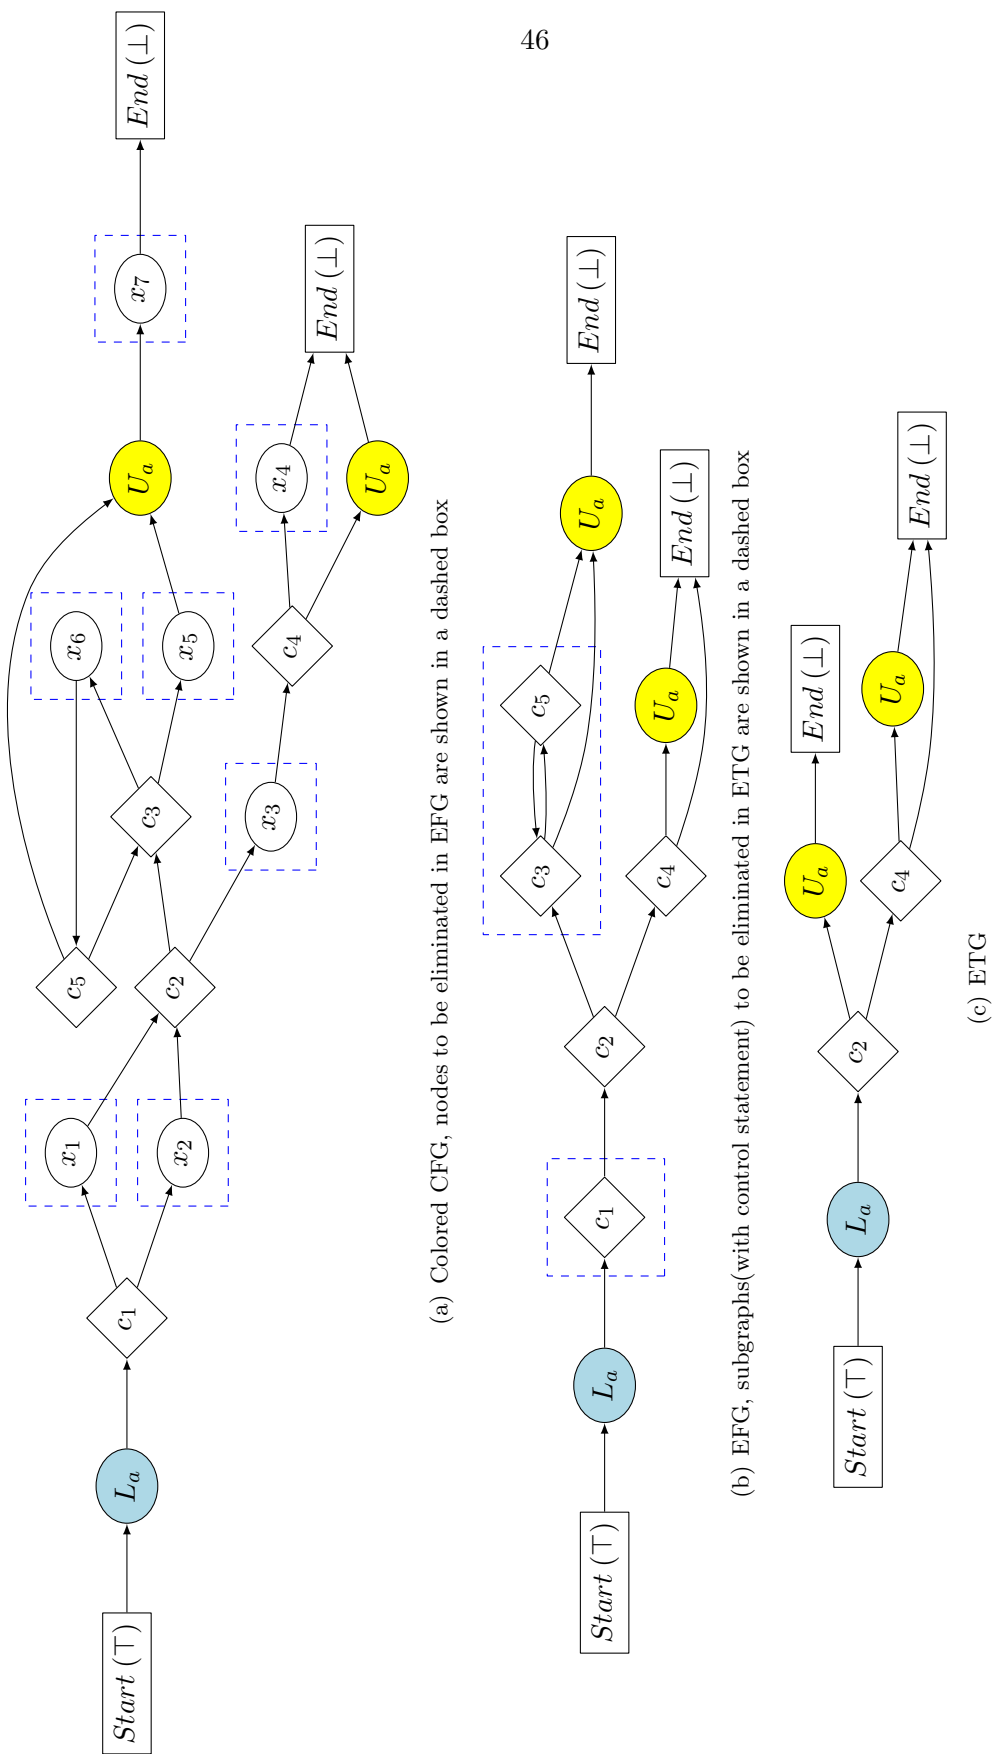 46
Start (⊤)
L_a
c_1
x_1
x_2
c_5
c_2
c_3
x_3
x_6
x_5
c_4
U_a
x_4
U_a
x_7
End (⊥)
End (⊥)
(a) Colored CFG, nodes to be eliminated in EFG are shown in a dashed box
Start (⊤)
L_a
c_1
c_2
c_3
c_4
c_5
U_a
U_a
End (⊥)
End (⊥)
(b) EFG, subgraphs(with control statement) to be eliminated in ETG are shown in a dashed box
Start (⊤)
L_a
c_2
U_a
c_4
End (⊥)
U_a
End (⊥)
(c) ETG